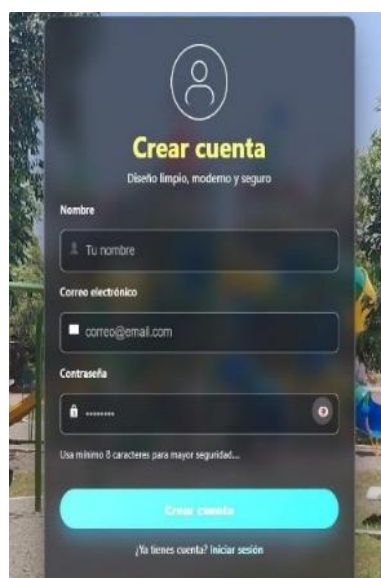 Crear cuenta
Diseño limpio, moderno y seguro
Nombre
Tu nombre
Correo electrónico
correo@email.com
Contraseña
Usa mínimo 8 caracteres para mayor seguridad...
Crear cuenta
¿Ya tienes cuenta? Iniciar sesión